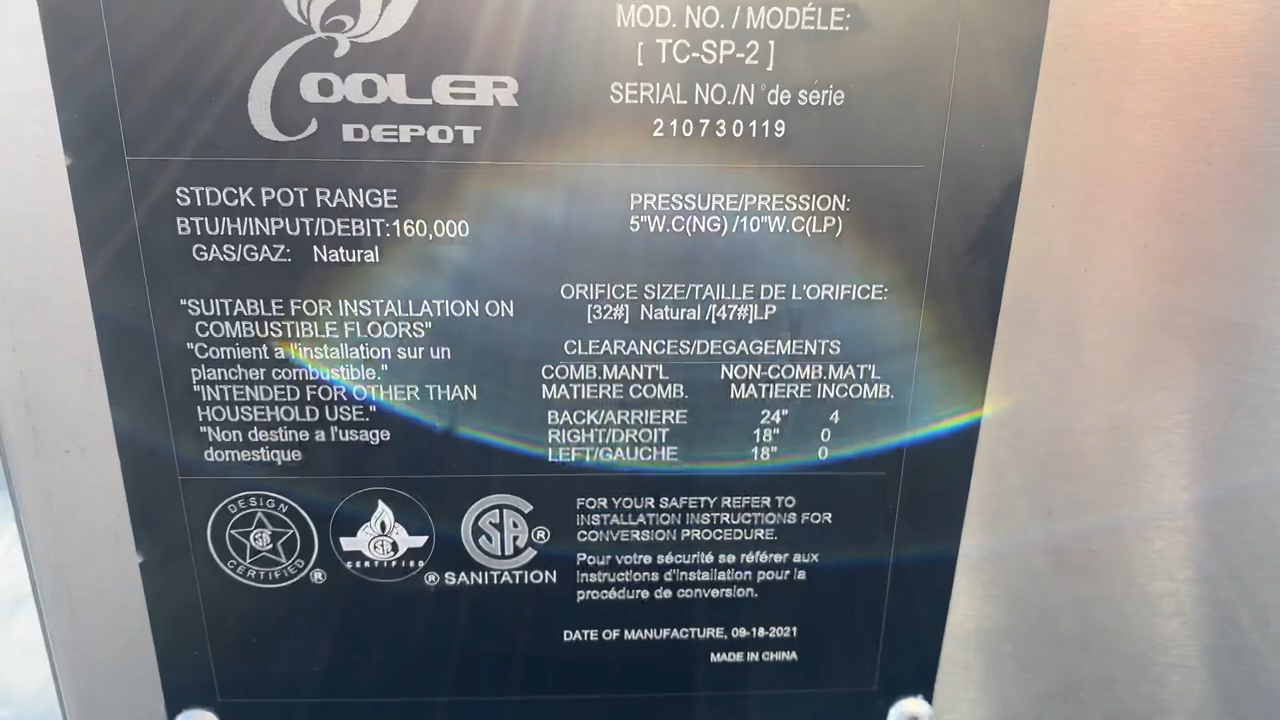 COOLER
DEPOT
MOD. NO. / MODÉLE:
[ TC-SP-2 ]
SERIAL NO./N°de série
210730119
STDCK POT RANGE
BTU/H/INPUT/DEBIT:160,000
GAS/GAZ: Natural
PRESSURE/PRESSION:
5"W.C(NG) /10"W.C(LP)
"SUITABLE FOR INSTALLATION ON
COMBUSTIBLE FLOORS"
"Comient a l'installation sur un
plancher combustible."
"INTENDED FOR OTHER THAN
HOUSEHOLD USE."
"Non destine a l'usage
domestique
ORIFICE SIZE/TAILLE DE L'ORIFICE:
[32#] Natural /[47#]LP
CLEARANCES/DEGAGEMENTS
COMB.MANT'L NON-COMB.MAT'L
MATIERE COMB. MATIERE INCOMB.
BACK/ARRIERE 24" 4
RIGHT/DROIT 18" 0
LEFT/GAUCHE 18" 0
DESIGN
CERTIFIED
®
CERTIFIED
®
SA
®
SANITATION
FOR YOUR SAFETY REFER TO
INSTALLATION INSTRUCTIONS FOR
CONVERSION PROCEDURE.
Pour votre sécurité se référer aux
instructions d'installation pour la
procédure de conversion.
DATE OF MANUFACTURE, 09-18-2021
MADE IN CHINA